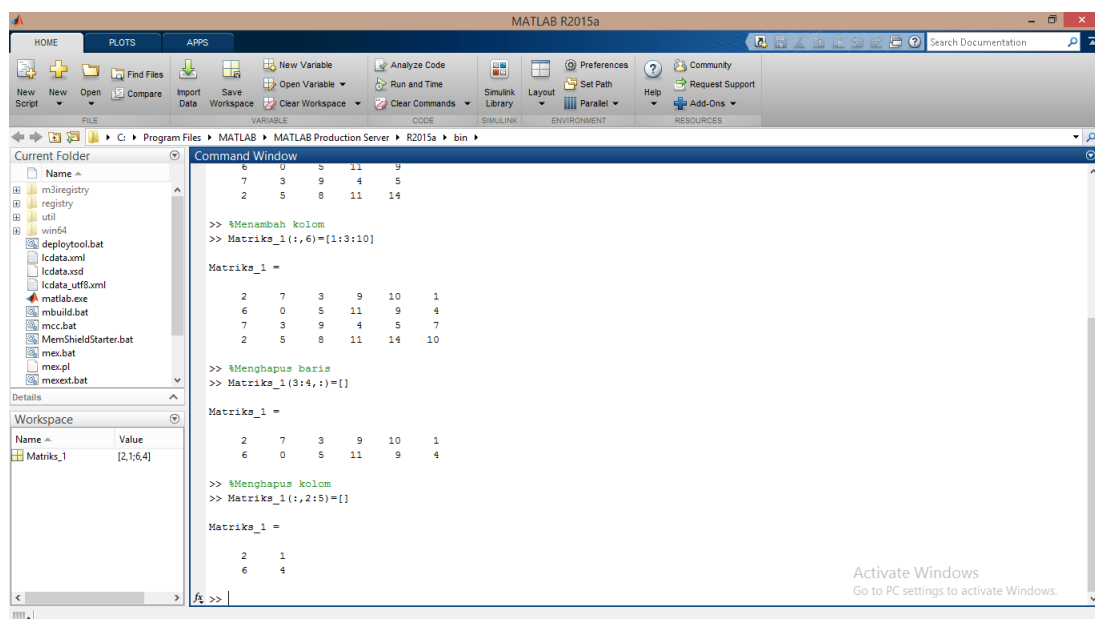 MATLAB R2015a
HOME PLOTS APPS
Search Documentation
New Script
New
Open
Find Files
Compare
FILE
Import Data
Save Workspace
New Variable
Open Variable
Clear Workspace
VARIABLE
Analyze Code
Run and Time
Clear Commands
CODE
Simulink Library
SIMULINK
Layout
Preferences
Set Path
Parallel
ENVIRONMENT
Help
Community
Request Support
Add-Ons
RESOURCES
C: Program Files MATLAB MATLAB Production Server R2015a bin
Current Folder
Name
m3iregistry
registry
util
win64
deploytool.bat
lcdata.xml
lcdata.xsd
lcdata_utf8.xml
matlab.exe
mbuild.bat
mcc.bat
MemShieldStarter.bat
mex.bat
mex.pl
mexext.bat
Details
Workspace
Name Value
Matriks_1 [2,1;6,4]
Command Window
6 0 5 11 9
7 3 9 4 5
2 5 8 11 14
>> %Menambah kolom
>> Matriks_1(:,6)=[1:3:10]
Matriks_1 =
2 7 3 9 10 1
6 0 5 11 9 4
7 3 9 4 5 7
2 5 8 11 14 10
>> %Menghapus baris
>> Matriks_1(3:4,:)=[]
Matriks_1 =
2 7 3 9 10 1
6 0 5 11 9 4
>> %Menghapus kolom
>> Matriks_1(:,2:5)=[]
Matriks_1 =
2 1
6 4
fx >>
Activate Windows
Go to PC settings to activate Windows.